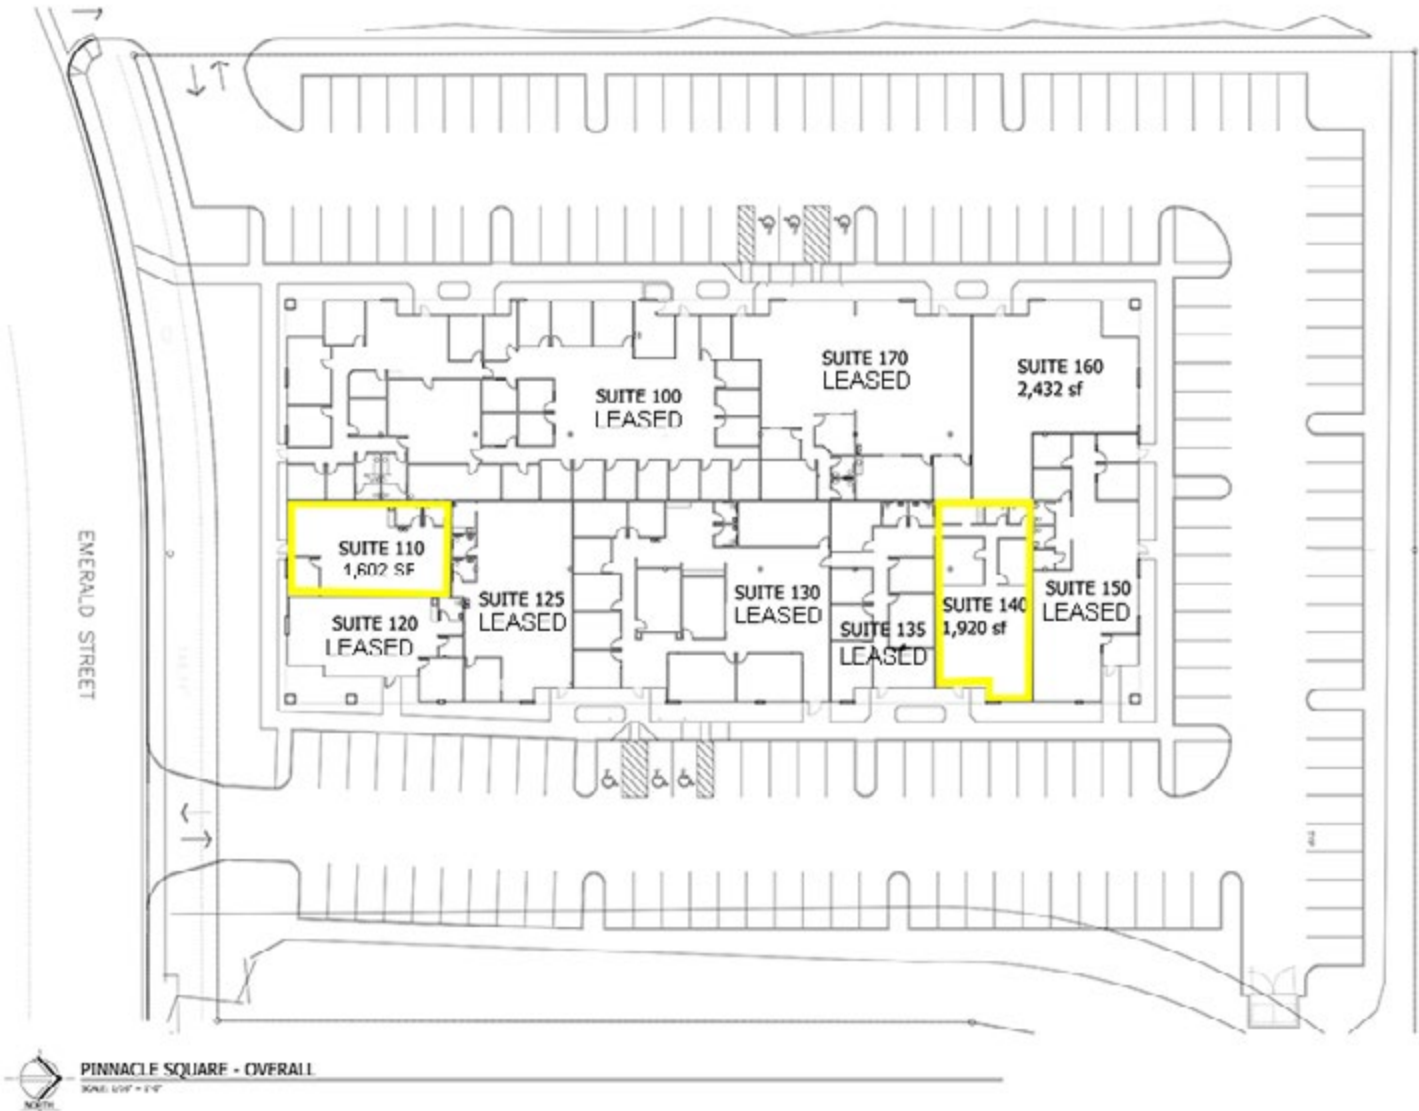 SUITE 170
LEASED
SUITE 160
2,432 sf
SUITE 100
LEASED
SUITE 110
1,602 SF
SUITE 120
LEASED
SUITE 125
LEASED
SUITE 130
LEASED
SUITE 135
LEASED
SUITE 140
1,920 sf
SUITE 150
LEASED
EMERALD STREET
TYP
PINNACLE SQUARE - OVERALL
NORTH